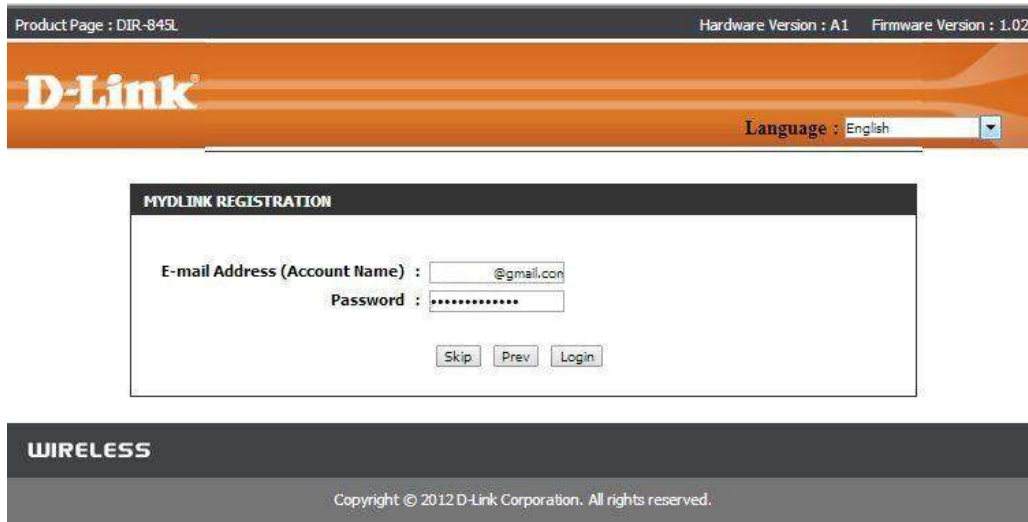 Product Page : DIR-845L Hardware Version : A1 Firmware Version : 1.02
D-Link
Language : English
MYDLINK REGISTRATION
E-mail Address (Account Name) : @gmail.con
Password : •••••••••••••
Skip Prev Login
WIRELESS
Copyright © 2012 D-Link Corporation. All rights reserved.